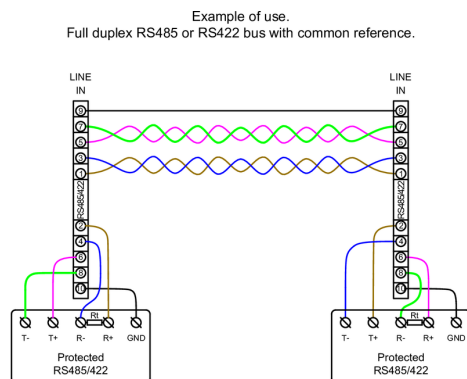 Example of use.
Full duplex RS485 or RS422 bus with common reference.
LINE
IN
LINE
IN
9
7
5
3
1
RS485/422
2
4
6
8
10
9
7
5
3
1
RS485/422
2
4
6
8
10
Rt
T- T+ R- R+ GND
Protected
RS485/422
Rt
T- T+ R- R+ GND
Protected
RS485/422